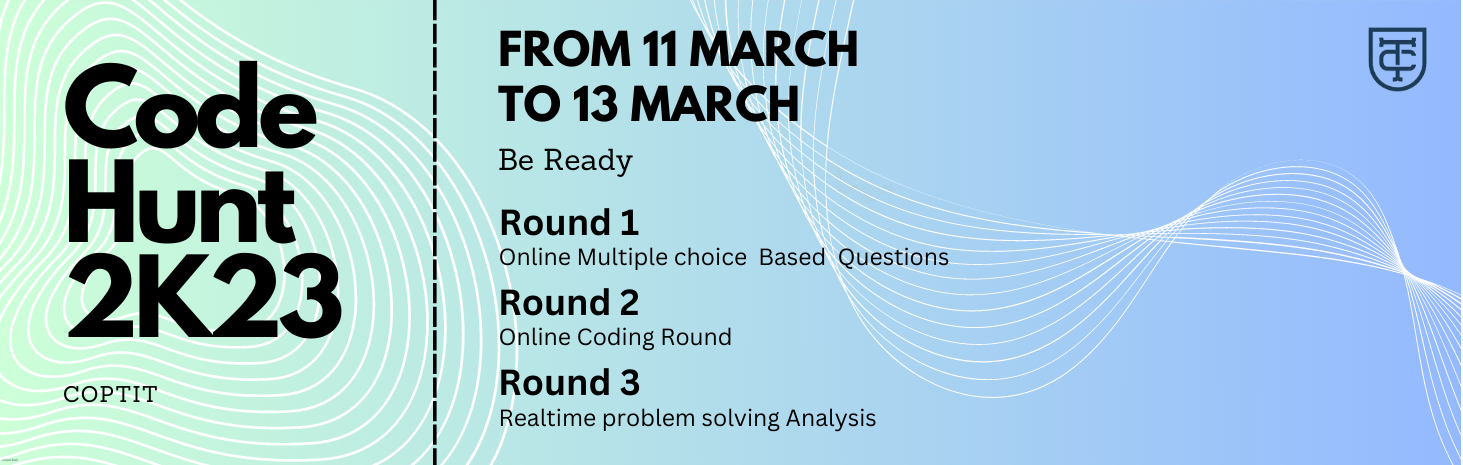 Code
Hunt
2K23
COPTIT
FROM 11 MARCH
TO 13 MARCH
Be Ready
Round 1
Online Multiple choice Based Questions
Round 2
Online Coding Round
Round 3
Realtime problem solving Analysis
TC